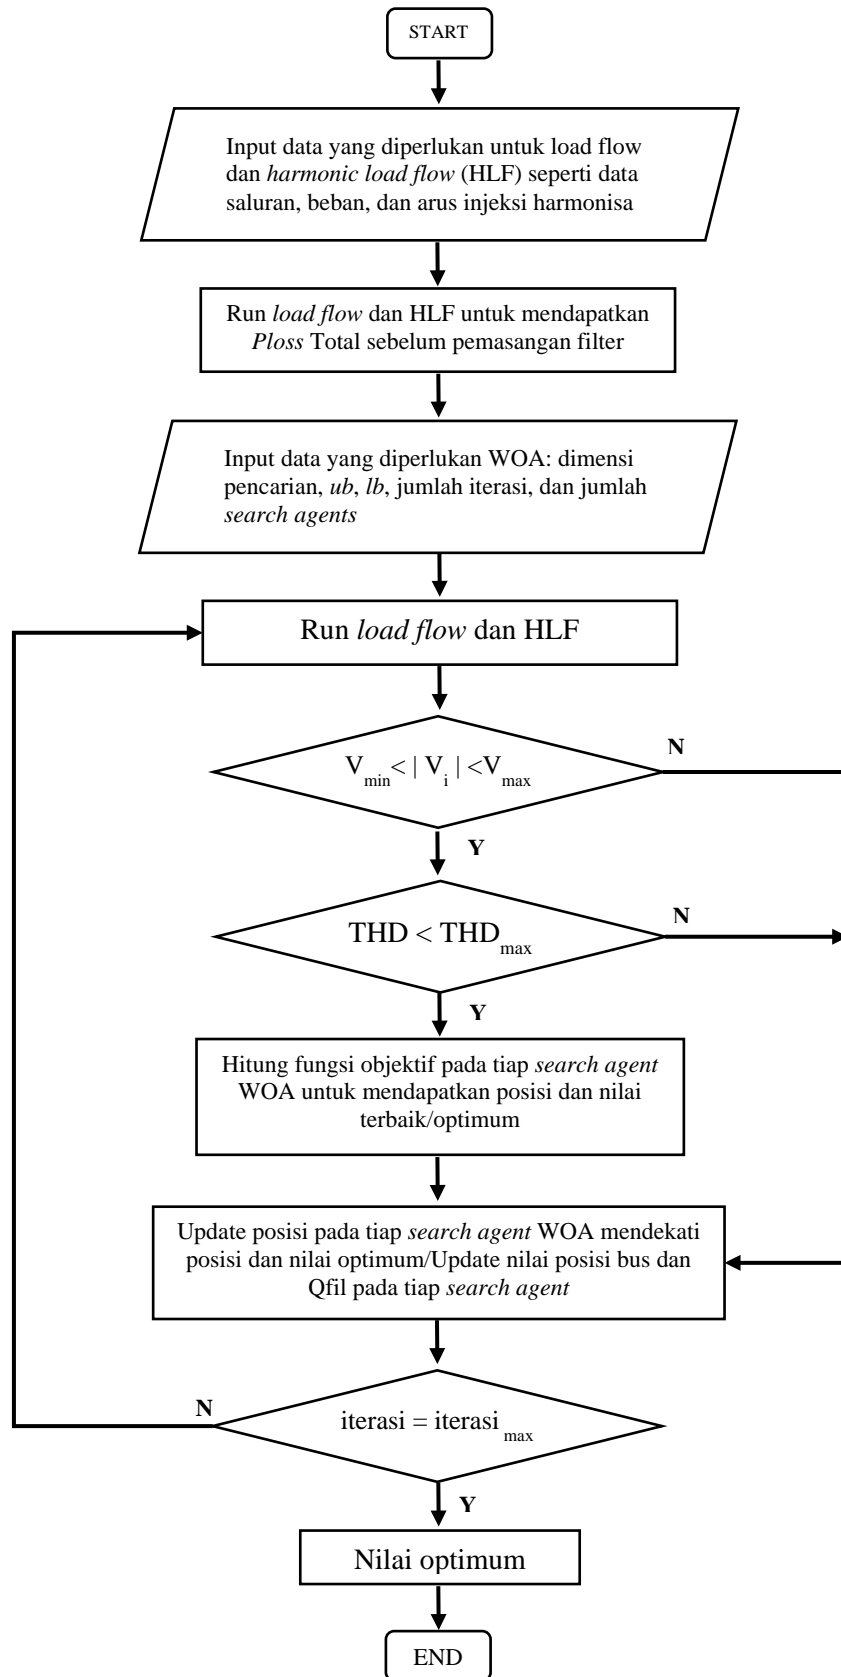 START
Input data yang diperlukan untuk load flow
dan harmonic load flow (HLF) seperti data
saluran, beban, dan arus injeksi harmonisa
Run load flow dan HLF untuk mendapatkan
Ploss Total sebelum pemasangan filter
Input data yang diperlukan WOA: dimensi
pencarian, ub, lb, jumlah iterasi, dan jumlah
search agents
Run load flow dan HLF
N
Vmin< | Vi | <Vmax
Y
N
THD < THDmax
Y
Hitung fungsi objektif pada tiap search agent
WOA untuk mendapatkan posisi dan nilai
terbaik/optimum
Update posisi pada tiap search agent WOA mendekati
posisi dan nilai optimum/Update nilai posisi bus dan
Qfil pada tiap search agent
N
iterasi = iterasi max
Y
Nilai optimum
END